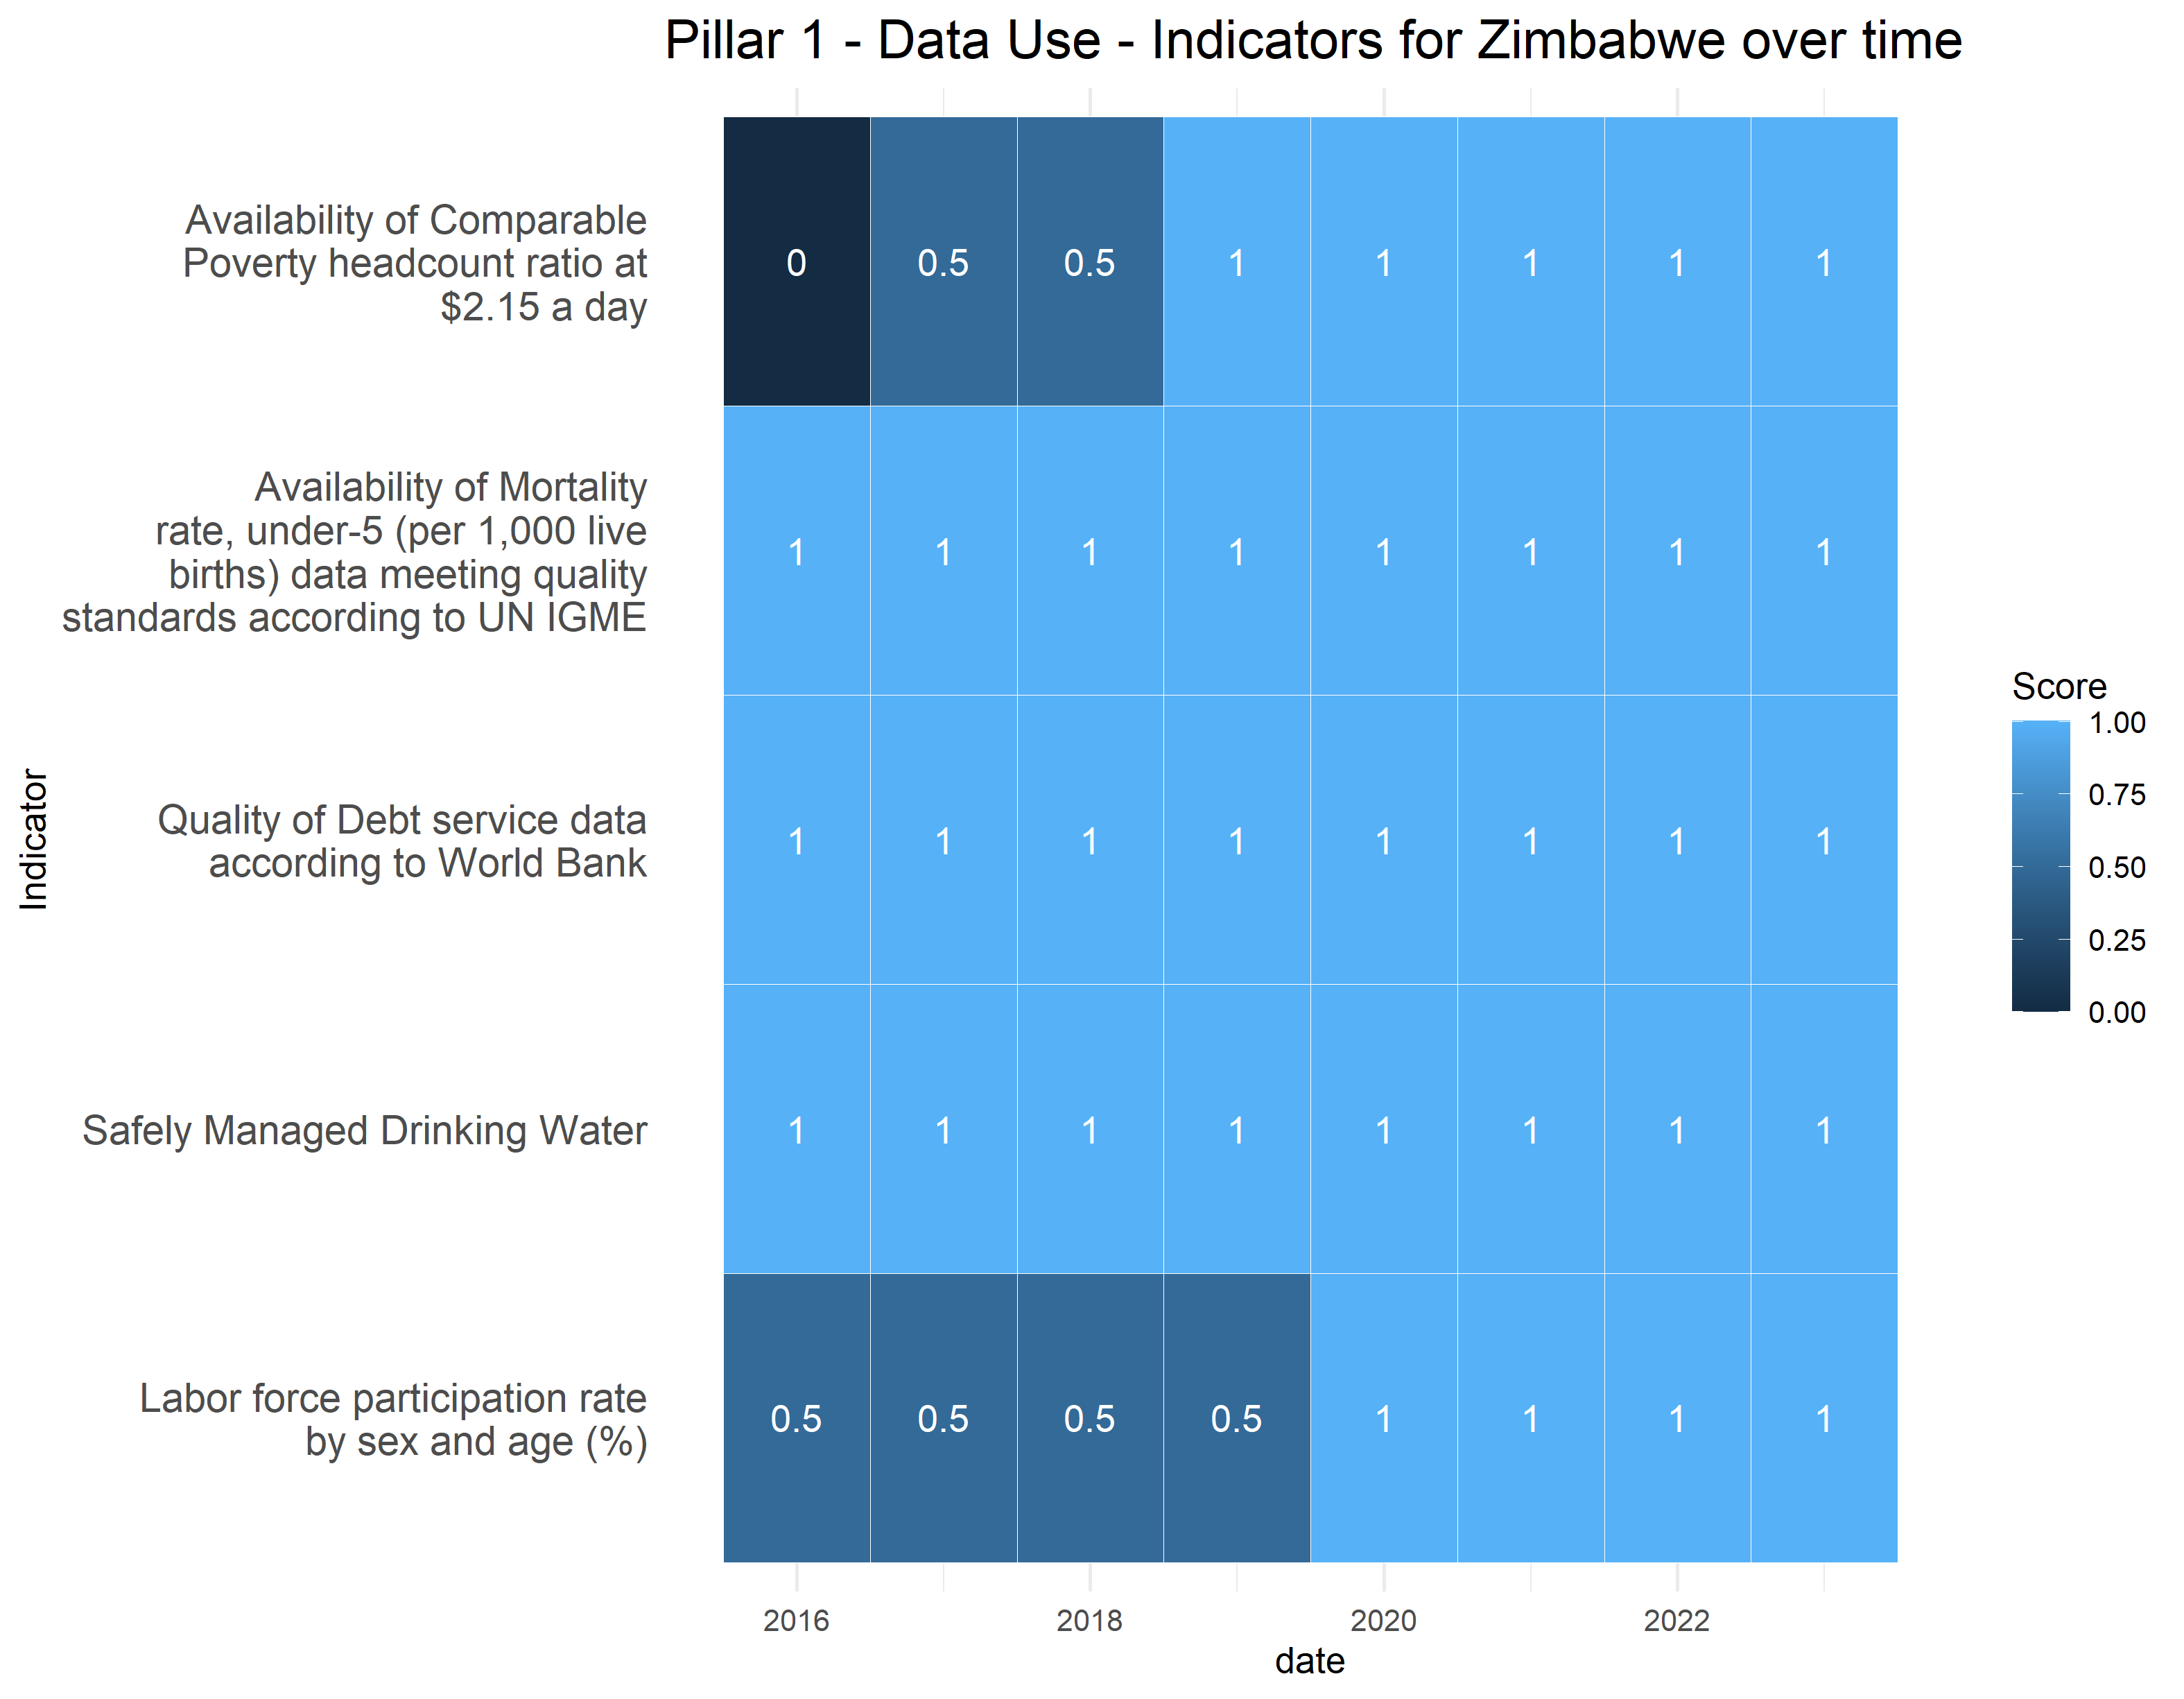 Pillar 1 - Data Use - Indicators for Zimbabwe over time
Indicator
Availability of Comparable
Poverty headcount ratio at
$2.15 a day
0 0.5 0.5 1 1 1 1 1
Availability of Mortality
rate, under-5 (per 1,000 live
births) data meeting quality
standards according to UN IGME
1 1 1 1 1 1 1 1
Quality of Debt service data
according to World Bank
1 1 1 1 1 1 1 1
Safely Managed Drinking Water
1 1 1 1 1 1 1 1
Labor force participation rate
by sex and age (%)
0.5 0.5 0.5 0.5 1 1 1 1
2016 2018 2020 2022
date
Score
1.00
0.75
0.50
0.25
0.00